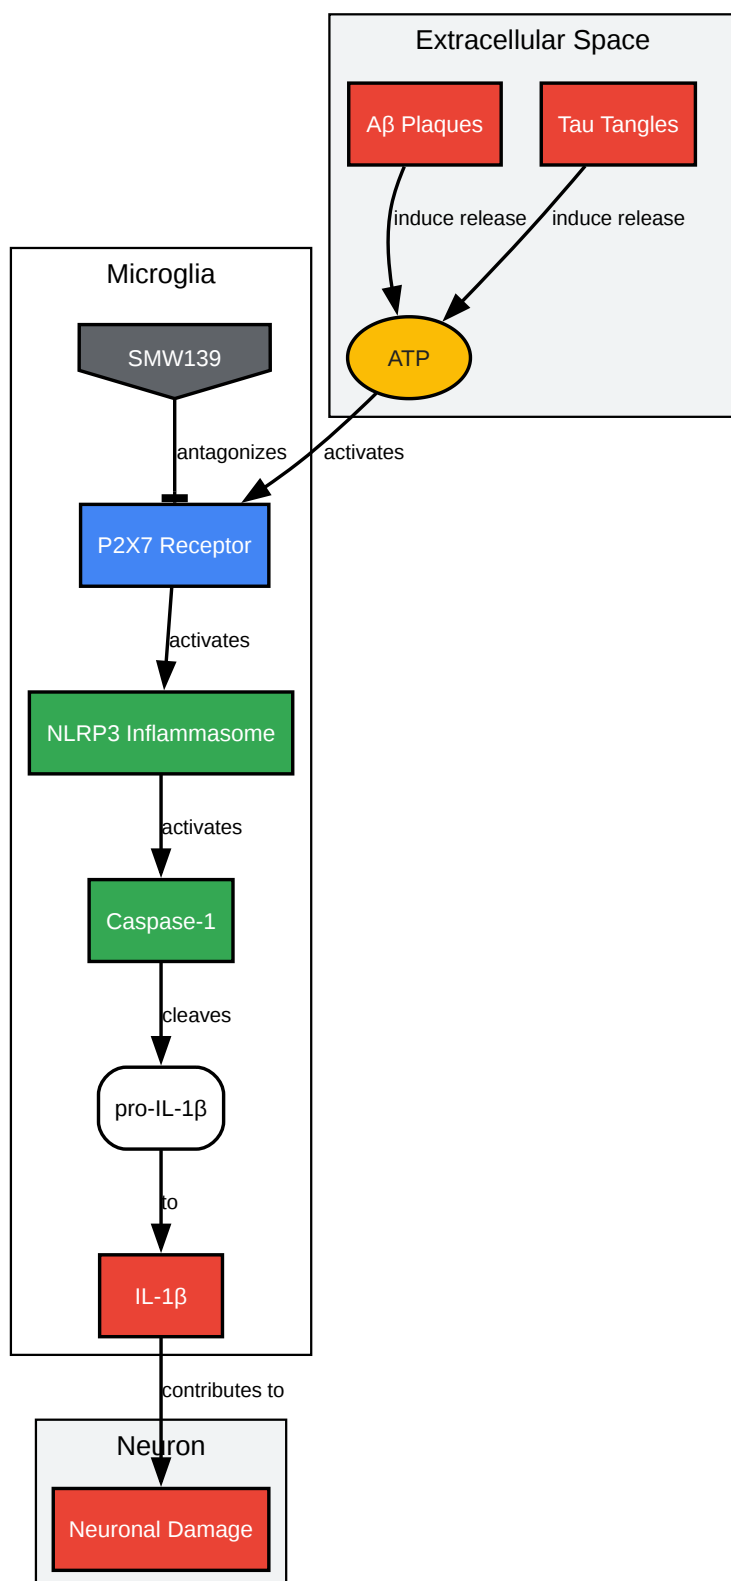 Extracellular Space
Aβ Plaques
Tau Tangles
induce release
induce release
ATP
activates
Microglia
SMW139
antagonizes
P2X7 Receptor
activates
NLRP3 Inflammasome
activates
Caspase-1
cleaves
pro-IL-1β
to
IL-1β
contributes to
Neuron
Neuronal Damage